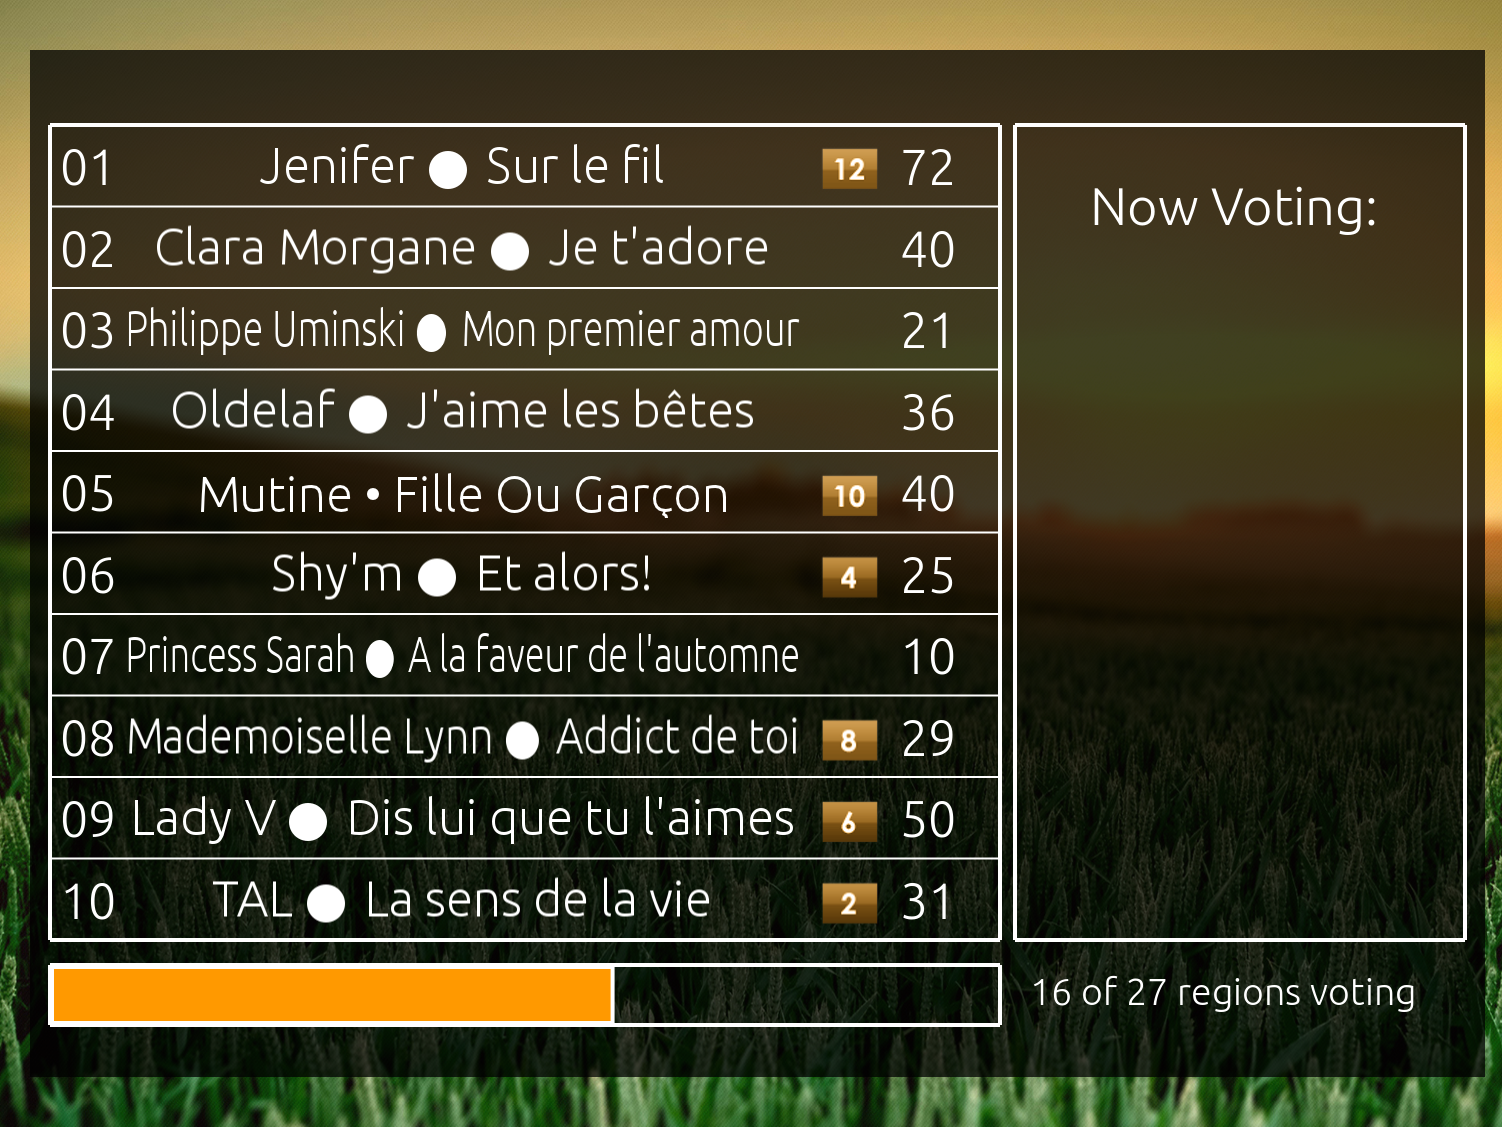 01 Jenifer ● Sur le fil 12 72
02 Clara Morgane ● Je t'adore 40
03 Philippe Uminski ● Mon premier amour 21
04 Oldelaf ● J'aime les bêtes 36
05 Mutine • Fille Ou Garçon 10 40
06 Shy'm ● Et alors! 4 25
07 Princess Sarah ● A la faveur de l'automne 10
08 Mademoiselle Lynn ● Addict de toi 8 29
09 Lady V ● Dis lui que tu l'aimes 6 50
10 TAL ● La sens de la vie 2 31
Now Voting:
16 of 27 regions voting